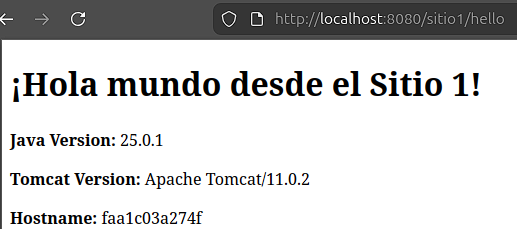 http://localhost:8080/sitio1/hello
¡Hola mundo desde el Sitio 1!
Java Version: 25.0.1
Tomcat Version: Apache Tomcat/11.0.2
Hostname: faa1c03a274f